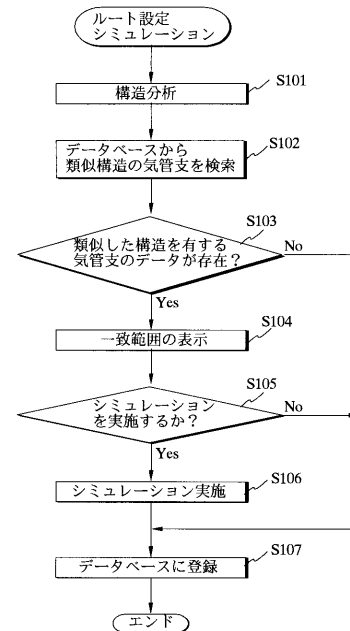 ルート設定
シミュレーション
S101
構造分析
S102
データベースから
類似構造の気管支を検索
S103
類似した構造を有する
気管支のデータが存在？
No
Yes
S104
一致範囲の表示
S105
シミュレーション
を実施するか？
No
Yes
S106
シミュレーション実施
S107
データベースに登録
エンド